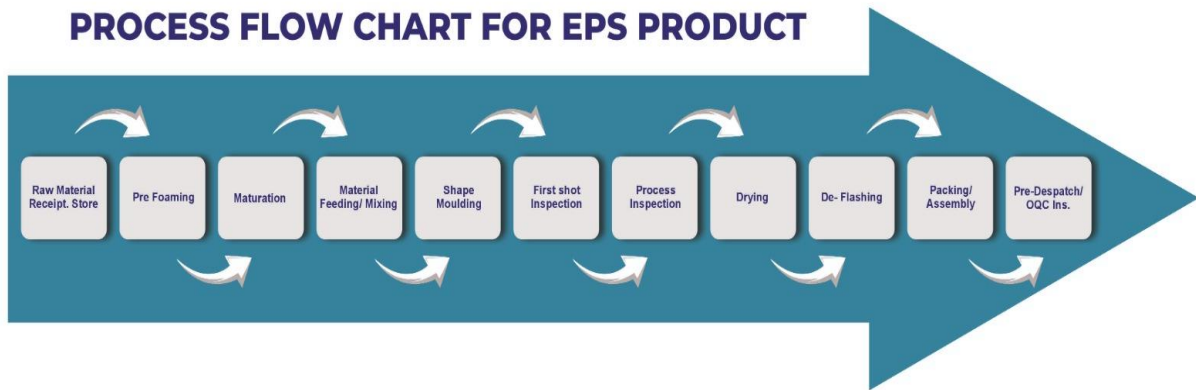 PROCESS FLOW CHART FOR EPS PRODUCT
Raw Material
Receipt. Store
Pre Foaming
Maturation
Material
Feeding/ Mixing
Shape
Moulding
First shot
Inspection
Process
Inspection
Drying
De- Flashing
Packing/
Assembly
Pre-Despatch/
OQC Ins.